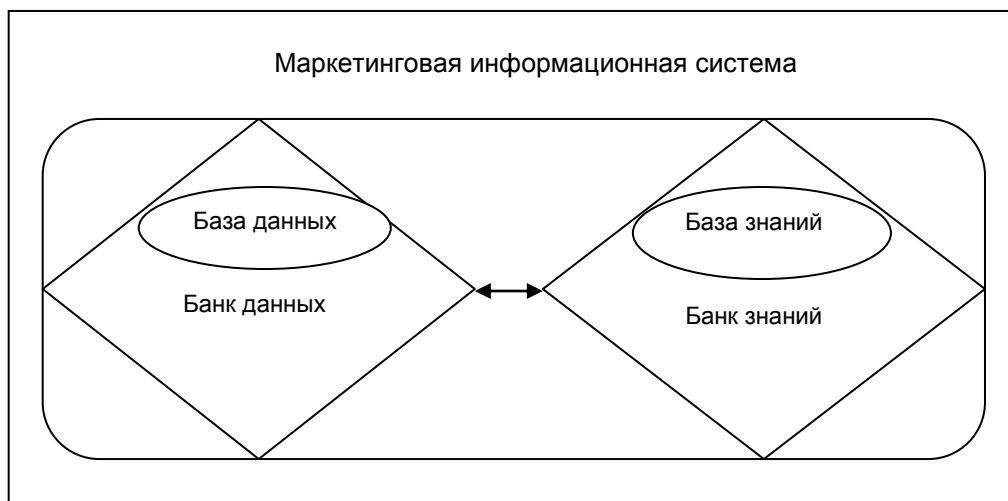 Маркетинговая информационная система
База данных
База знаний
Банк данных
Банк знаний